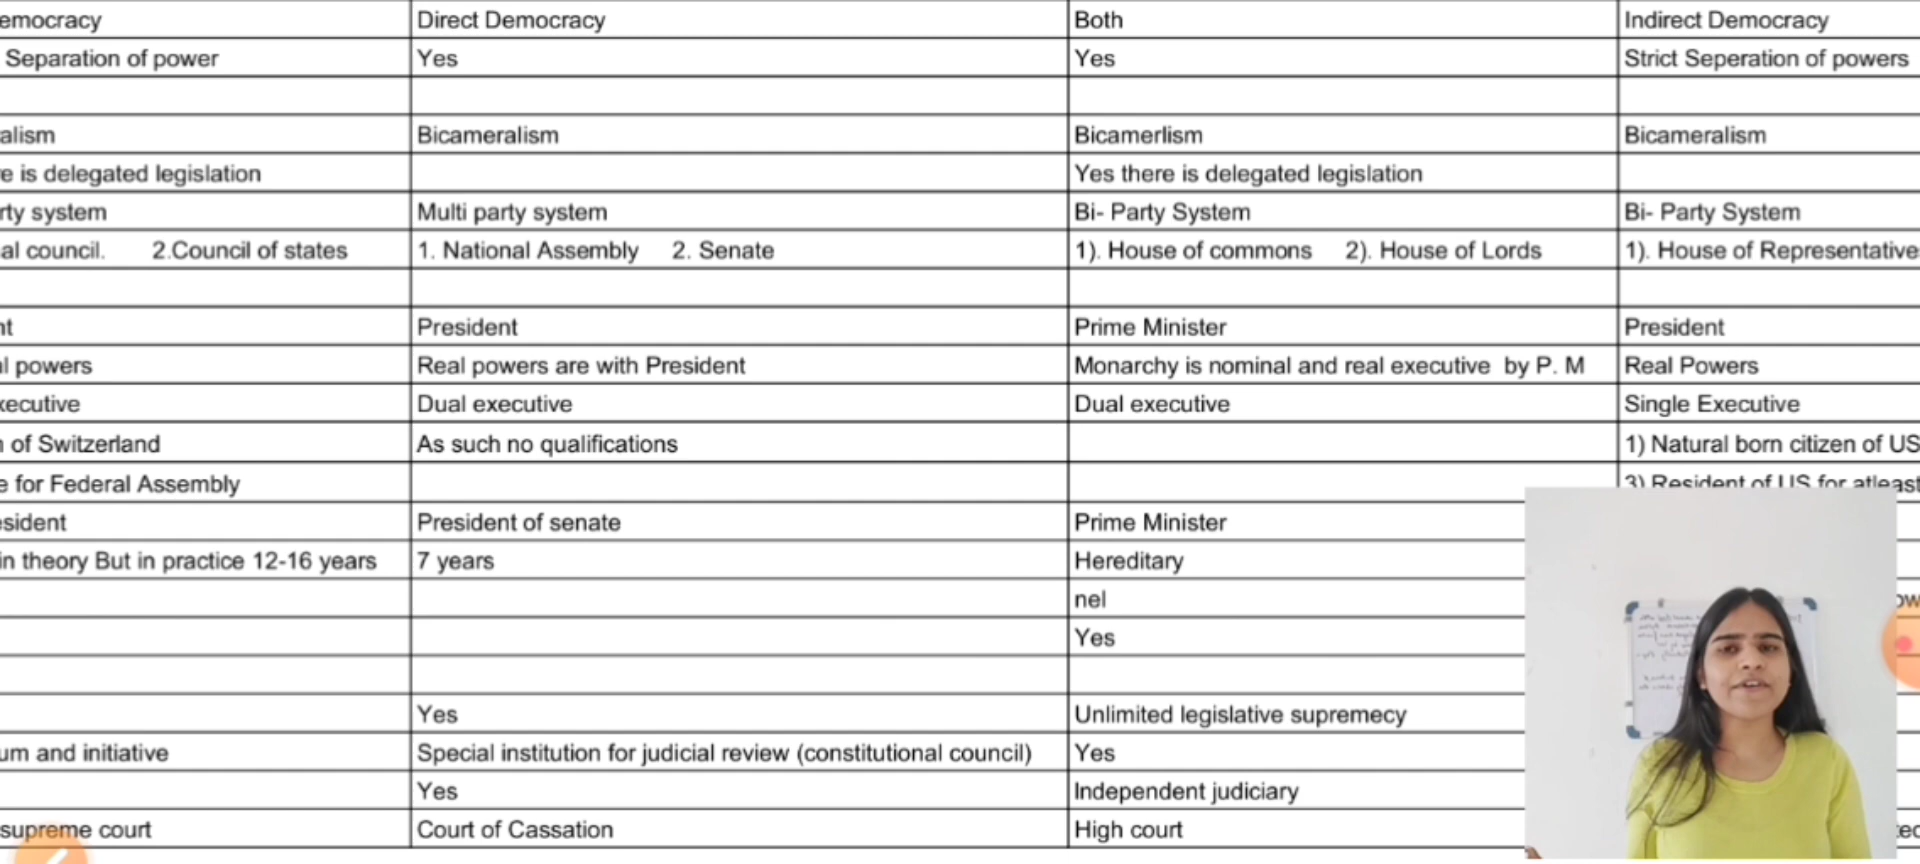 emocracy Direct Democracy Both Indirect Democracy
Separation of power Yes Yes Strict Seperation of powers
alism Bicameralism Bicamerlism Bicameralism
e is delegated legislation Yes there is delegated legislation
rty system Multi party system Bi- Party System Bi- Party System
al council. 2.Council of states 1. National Assembly 2. Senate 1). House of commons 2). House of Lords 1). House of Representative
nt President Prime Minister President
l powers Real powers are with President Monarchy is nominal and real executive by P. M Real Powers
xecutive Dual executive Dual executive Single Executive
n of Switzerland As such no qualifications 1) Natural born citizen of US
e for Federal Assembly 3) Resident of US for atleast
esident President of senate Prime Minister
in theory But in practice 12-16 years 7 years Hereditary
nel
Yes
Yes Unlimited legislative supremecy
um and initiative Special institution for judicial review (constitutional council) Yes
Yes Independent judiciary
supreme court Court of Cassation High court